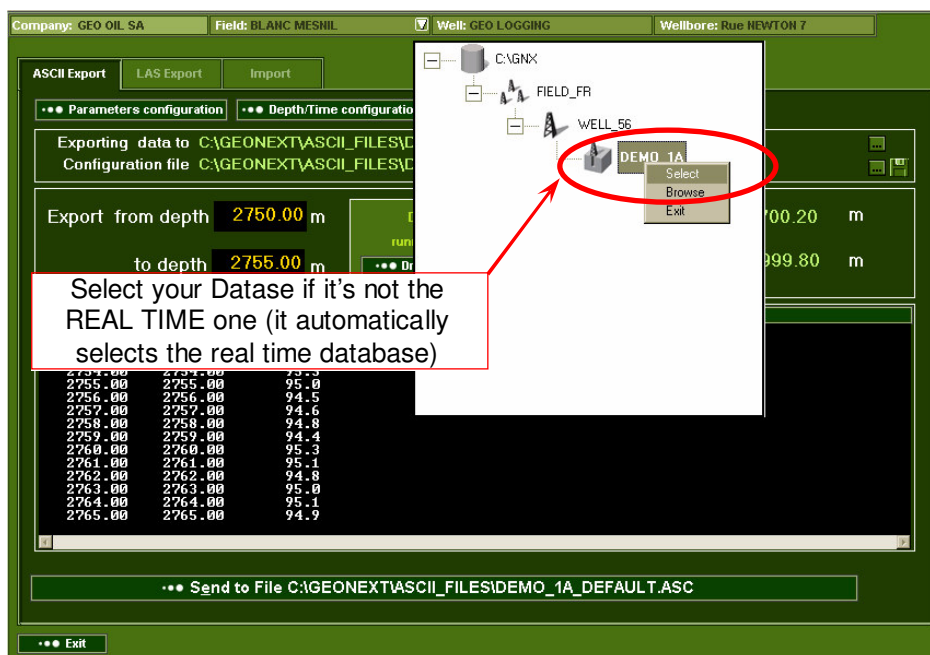 Company: GEO OIL SA Field: BLANC MESNIL Well: GEO LOGGING Wellbore: Rue NEWTON 7
C:\GNX
FIELD_FR
WELL_56
DEMO_1A
Select
Browse
Exit
ASCII Export LAS Export Import
Parameters configuration Depth/Time
Exporting data to C:\GEONEXT\ASCII_FILES\D
Configuration file C:\GEONEXT\ASCII_FILES\D
Export from depth 2750.00 m 700.20 m
to depth 2755.00 m 999.80 m
Select your Datase if it's not the
REAL TIME one (it automatically
selects the real time database)
2754.00 2754.00
2755.00 2755.00 95.0
2756.00 2756.00 94.5
2757.00 2757.00 94.6
2758.00 2758.00 94.8
2759.00 2759.00 94.4
2760.00 2760.00 95.3
2761.00 2761.00 95.1
2762.00 2762.00 94.8
2763.00 2763.00 95.0
2764.00 2764.00 95.1
2765.00 2765.00 94.9
Send to File C:\GEONEXT\ASCII_FILES\DEMO_1A_DEFAULT.ASC
Exit